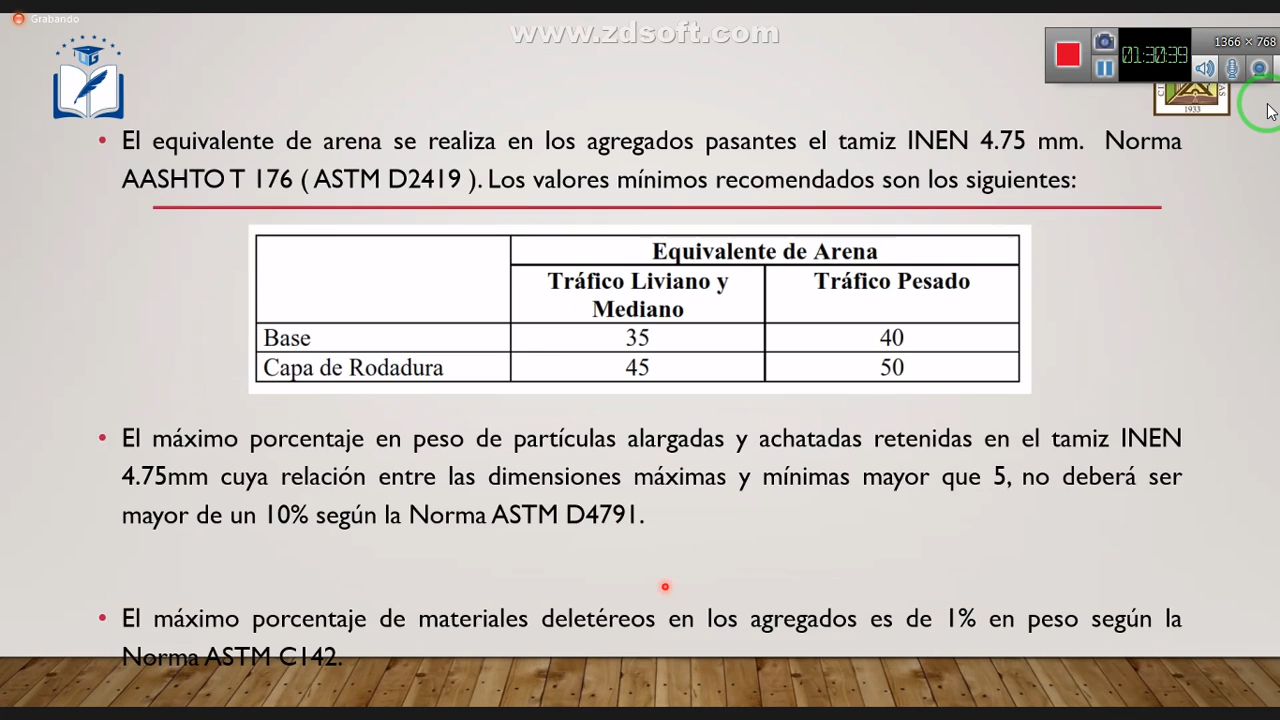 Grabando
www.zdsoft.com
1366 × 768
01:30:39
UG
1933
• El equivalente de arena se realiza en los agregados pasantes el tamiz INEN 4.75 mm. Norma
AASHTO T 176 ( ASTM D2419 ). Los valores mínimos recomendados son los siguientes:
Equivalente de Arena
Tráfico Liviano y Mediano
Tráfico Pesado
Base 35 40
Capa de Rodadura 45 50
• El máximo porcentaje en peso de partículas alargadas y achatadas retenidas en el tamiz INEN
4.75mm cuya relación entre las dimensiones máximas y mínimas mayor que 5, no deberá ser
mayor de un 10% según la Norma ASTM D4791.
• El máximo porcentaje de materiales deletéreos en los agregados es de 1% en peso según la
Norma ASTM C142.